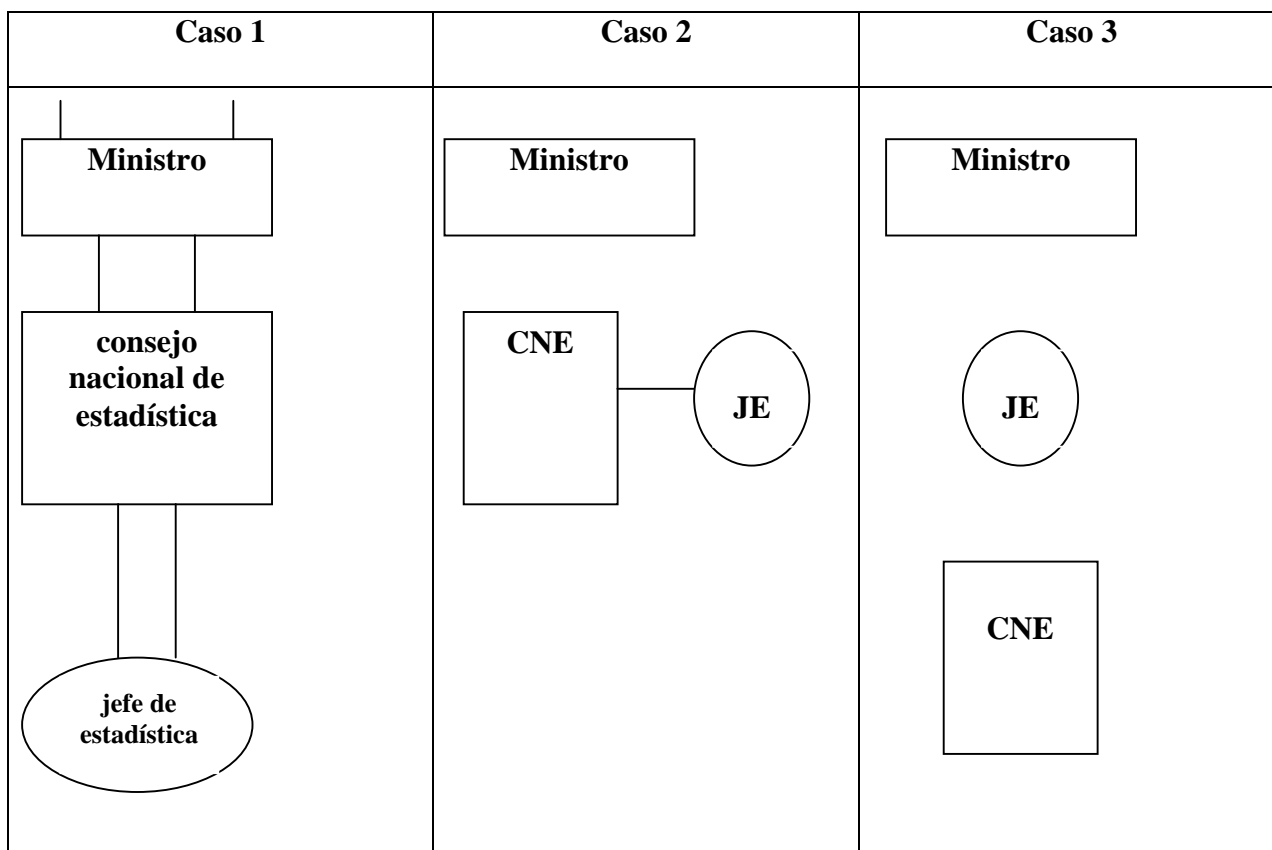 Caso 1
Caso 2
Caso 3
Ministro
consejo
nacional de
estadística
jefe de
estadística
Ministro
CNE
JE
Ministro
JE
CNE